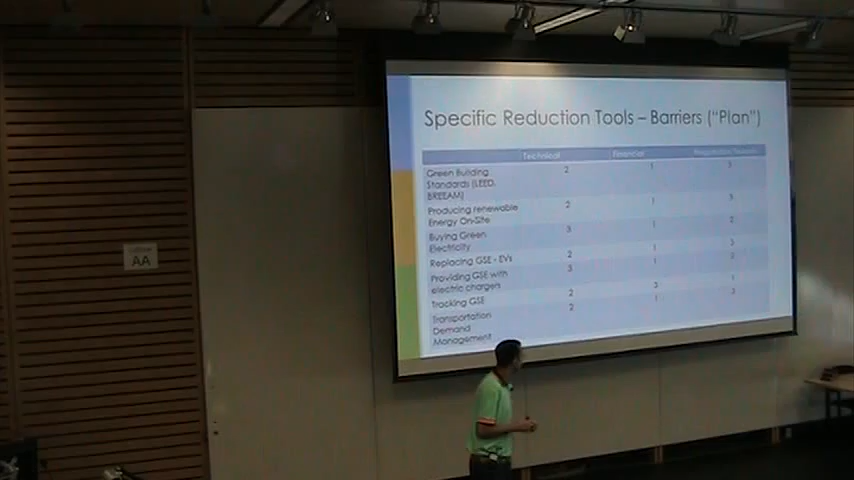 Specific Reduction Tools – Barriers ("Plan")
Technical Financial
Green Building 2 1 3
Standards (LEED,
BREEAM)
Producing renewable 2 1 3
Energy On-Site
Buying Green 3 1 2
Electricity
Replacing GSE - EVs 2 1 3
Providing GSE with 3 1 2
electric chargers
Tracking GSE 2 3 1
Transportation 2 1 3
Demand
Management
AA